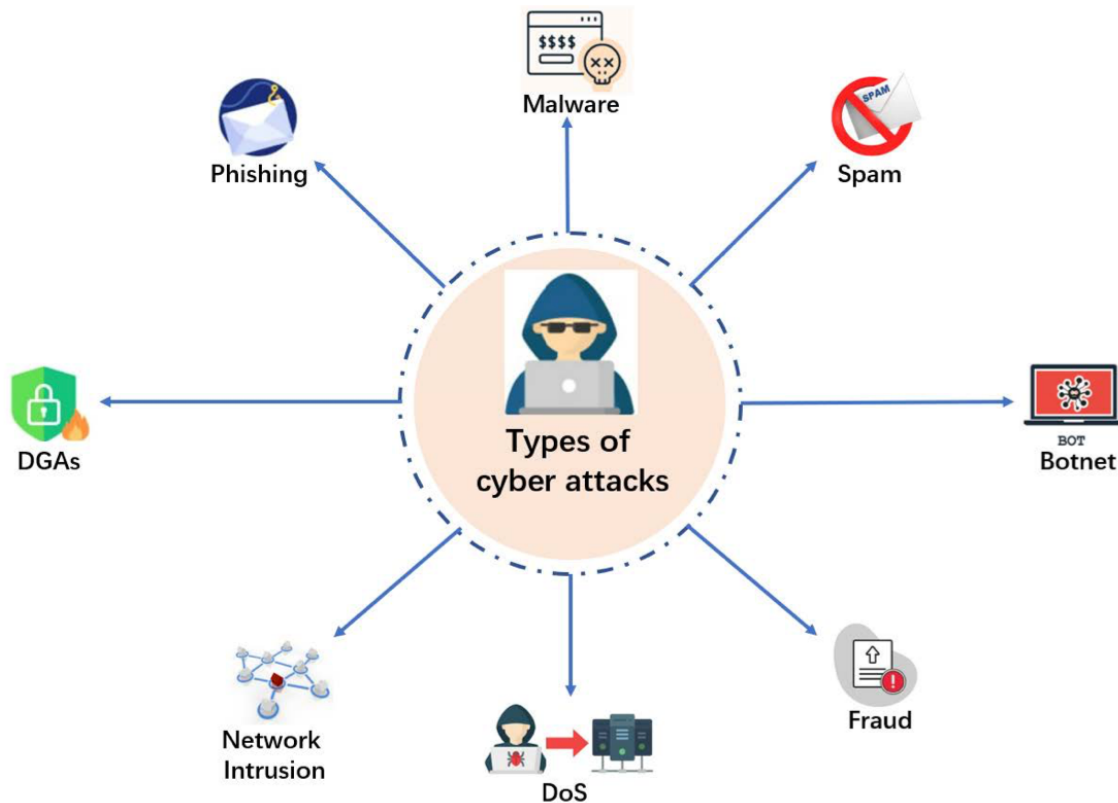 $$$$
Malware
SPAM
Phishing
Spam
Types of
cyber attacks
DGAs
BOT
Botnet
Network
Intrusion
DoS
Fraud